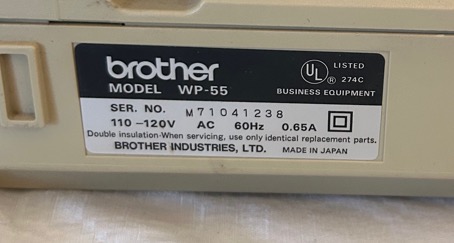 brother
MODEL WP-55
UL ® LISTED
274C
BUSINESS EQUIPMENT
SER. NO. M71041238
110-120V AC 60Hz 0.65A
Double insulation-When servicing, use only identical replacement parts.
BROTHER INDUSTRIES, LTD. MADE IN JAPAN